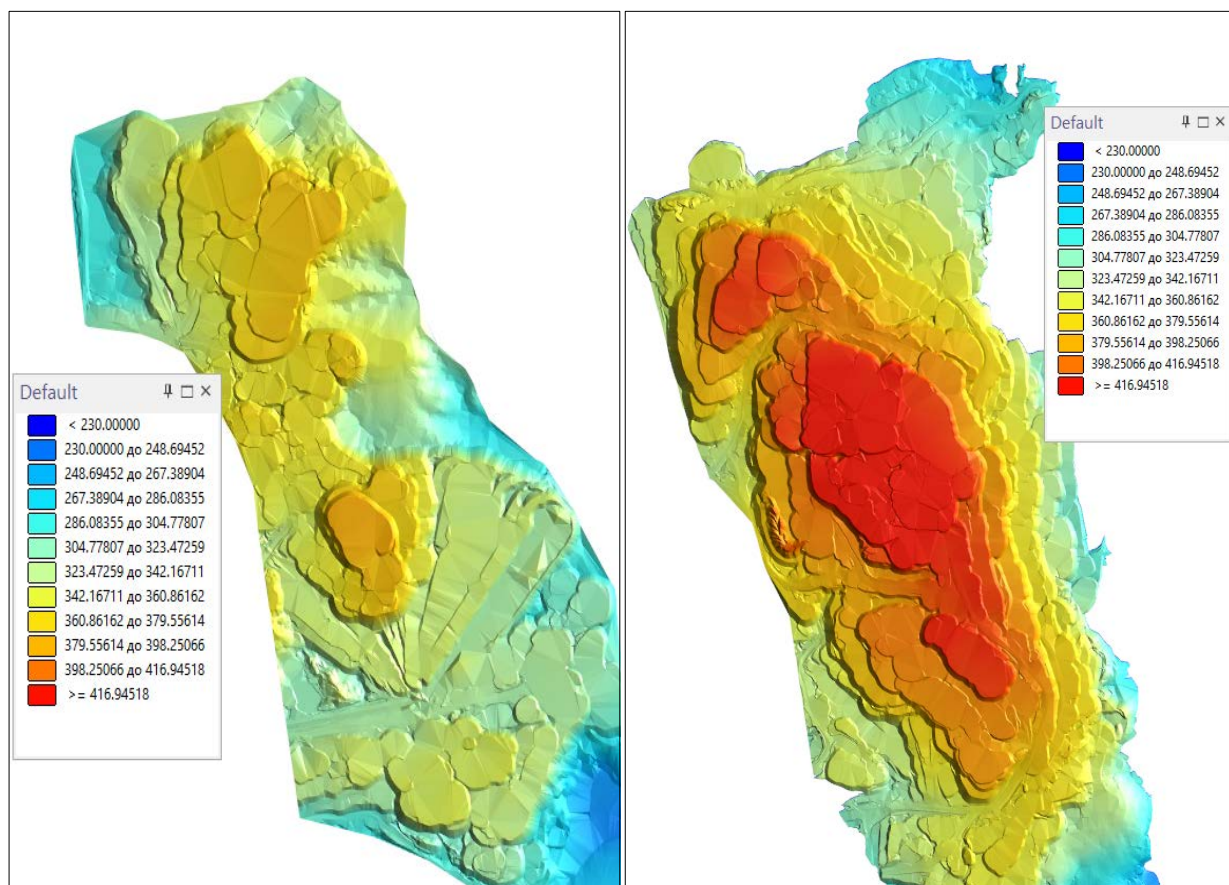 Default
< 230.00000
230.00000 до 248.69452
248.69452 до 267.38904
267.38904 до 286.08355
286.08355 до 304.77807
304.77807 до 323.47259
323.47259 до 342.16711
342.16711 до 360.86162
360.86162 до 379.55614
379.55614 до 398.25066
398.25066 до 416.94518
>= 416.94518
Default
< 230.00000
230.00000 до 248.69452
248.69452 до 267.38904
267.38904 до 286.08355
286.08355 до 304.77807
304.77807 до 323.47259
323.47259 до 342.16711
342.16711 до 360.86162
360.86162 до 379.55614
379.55614 до 398.25066
398.25066 до 416.94518
>= 416.94518